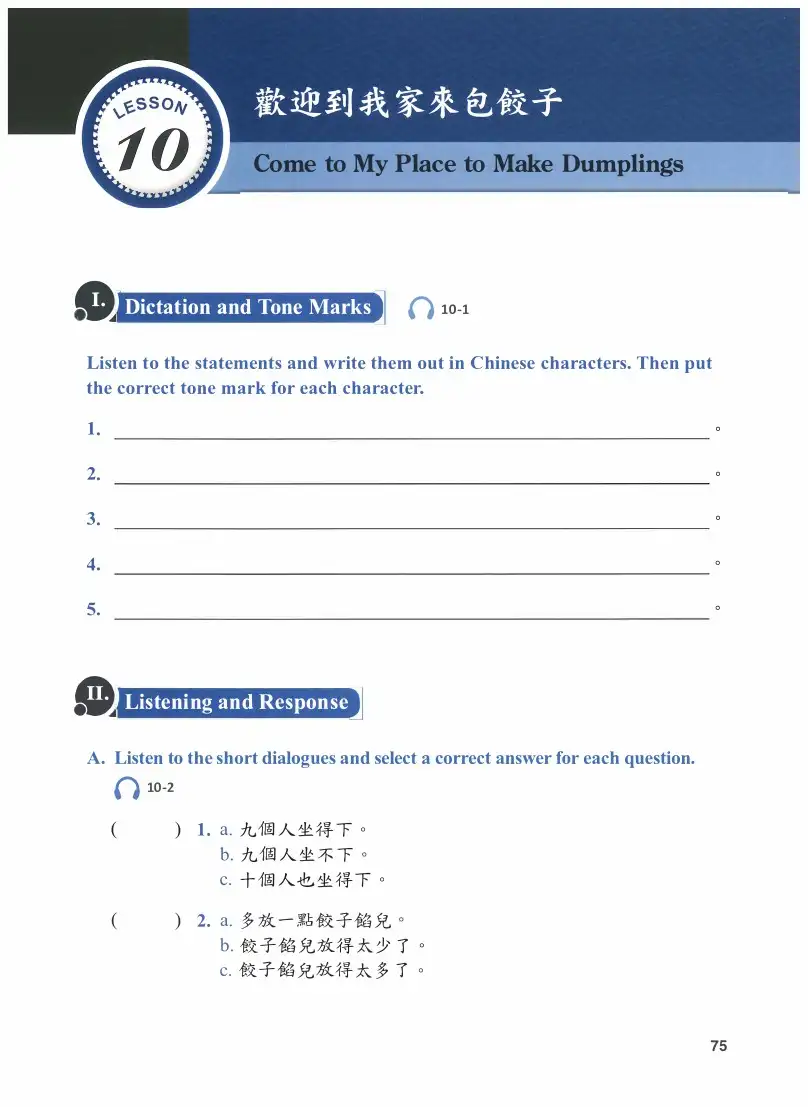 LESSON
10
歡迎到我家來包餃子
Come to My Place to Make Dumplings
I. Dictation and Tone Marks 10-1
Listen to the statements and write them out in Chinese characters. Then put
the correct tone mark for each character.
1. ________________。
2. ________________。
3. ________________。
4. ________________。
5. ________________。
II. Listening and Response
A. Listen to the short dialogues and select a correct answer for each question.
10-2
( ) 1. a. 九個人坐得下。
b. 九個人坐不下。
c. 十個人也坐得下。
( ) 2. a. 多放一點餃子餡兒。
b. 餃子餡兒放得太少了。
c. 餃子餡兒放得太多了。
75